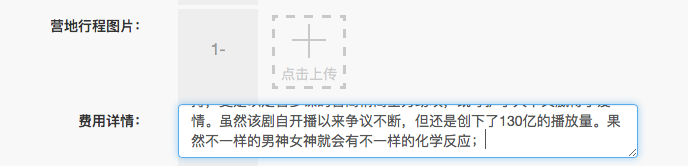 营地行程图片：
1-
点击上传
费用详情：
情。虽然该剧自开播以来争议不断，但还是创下了130亿的播放量。果
然不一样的男神女神就会有不一样的化学反应；